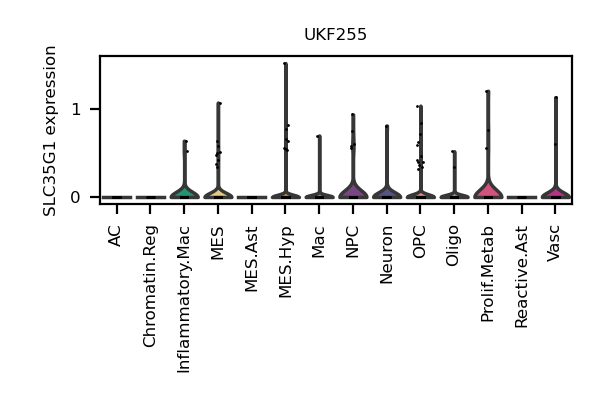 UKF255
SLC35G1 expression
1
0
AC
Chromatin.Reg
Inflammatory.Mac
MES
MES.Ast
MES.Hyp
Mac
NPC
Neuron
OPC
Oligo
Prolif.Metab
Reactive.Ast
Vasc